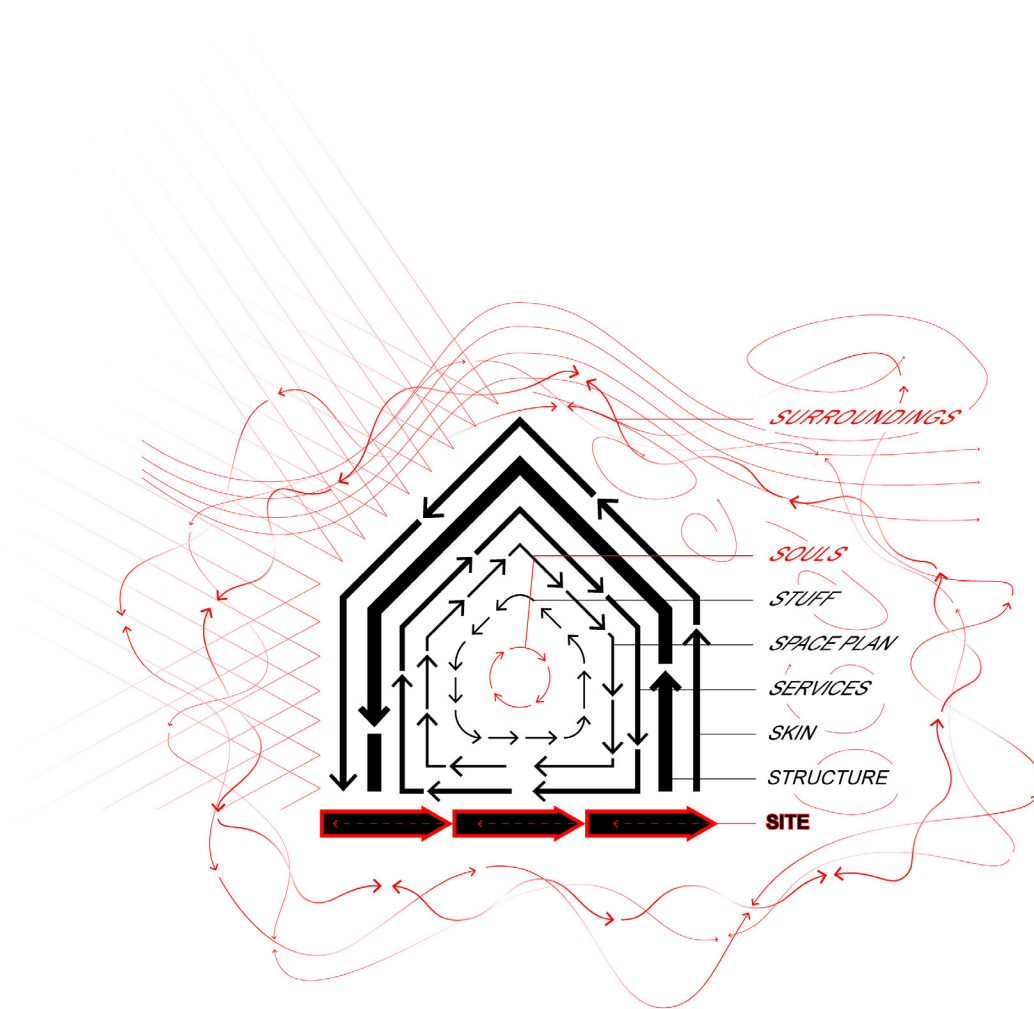 SURROUNDINGS
SOULS
STUFF
SPACE PLAN
SERVICES
SKIN
STRUCTURE
SITE